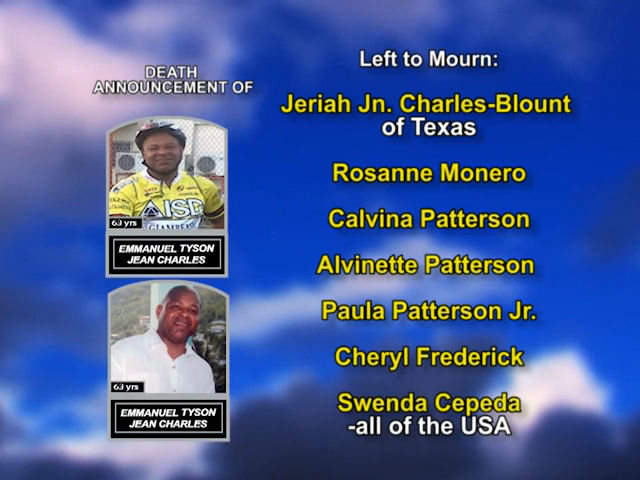 DEATH
ANNOUNCEMENT OF
AISD
63 yrs
EMMANUEL TYSON
JEAN CHARLES
63 yrs
EMMANUEL TYSON
JEAN CHARLES
Left to Mourn:
Jeriah Jn. Charles-Blount
of Texas
Rosanne Monero
Calvina Patterson
Alvinette Patterson
Paula Patterson Jr.
Cheryl Frederick
Swenda Cepeda
-all of the USA